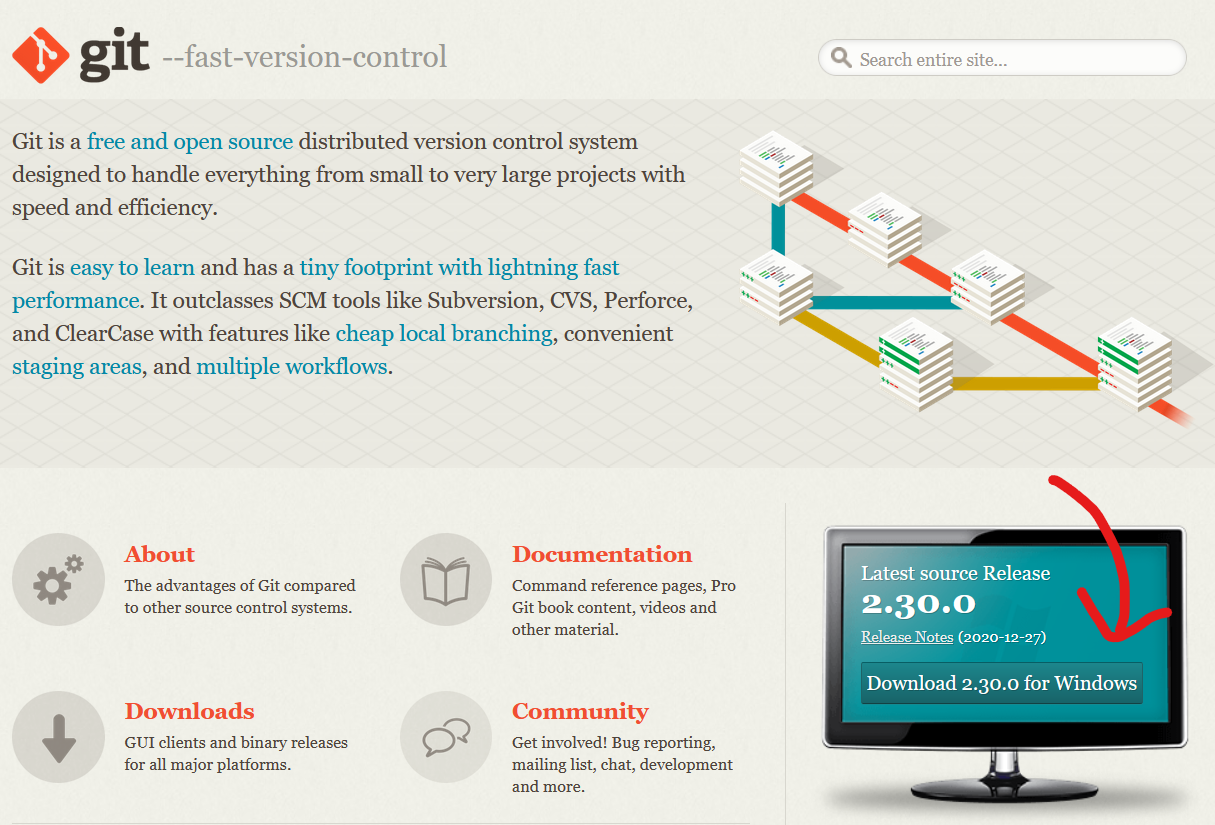 git --fast-version-control
Search entire site...
Git is a free and open source distributed version control system
designed to handle everything from small to very large projects with
speed and efficiency.
Git is easy to learn and has a tiny footprint with lightning fast
performance. It outclasses SCM tools like Subversion, CVS, Perforce,
and ClearCase with features like cheap local branching, convenient
staging areas, and multiple workflows.
About
The advantages of Git compared
to other source control systems.
Documentation
Command reference pages, Pro
Git book content, videos and
other material.
Downloads
GUI clients and binary releases
for all major platforms.
Community
Get involved! Bug reporting,
mailing list, chat, development
and more.
Latest source Release
2.30.0
Release Notes (2020-12-27)
Download 2.30.0 for Windows